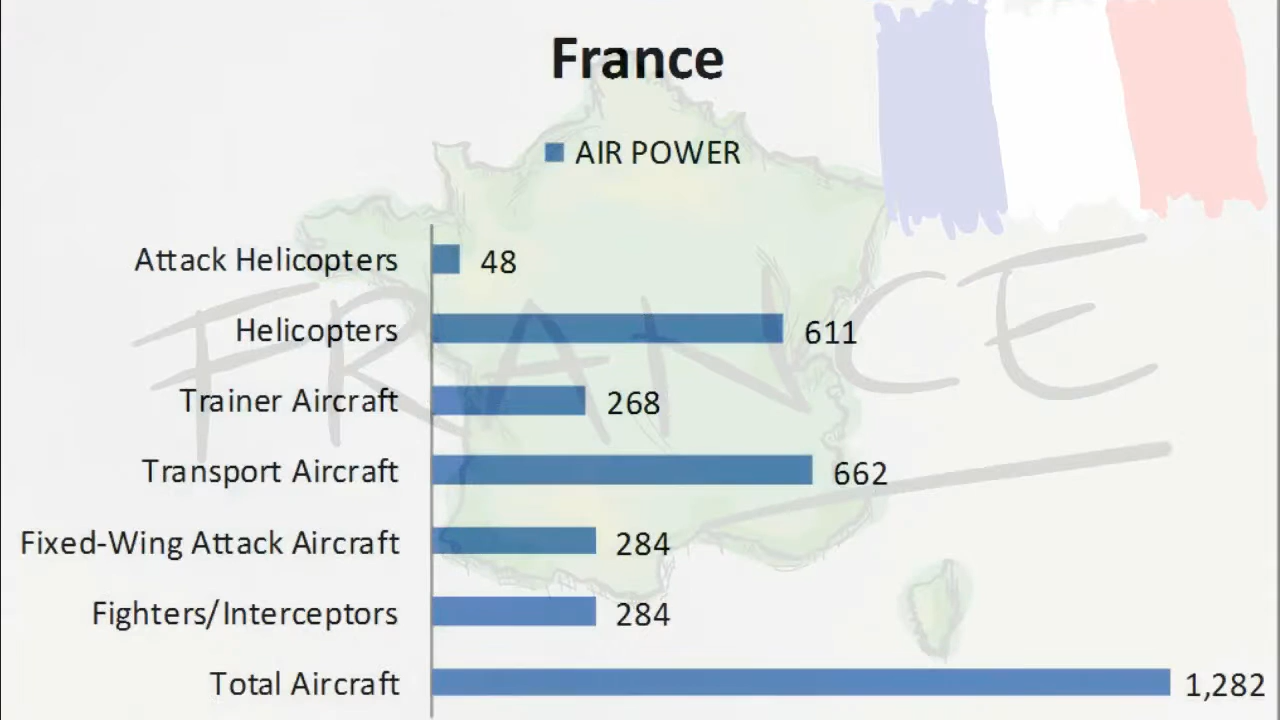 France
AIR POWER
Attack Helicopters 48
Helicopters 611
Trainer Aircraft 268
Transport Aircraft 662
Fixed-Wing Attack Aircraft 284
Fighters/Interceptors 284
Total Aircraft 1,282
FRANCE